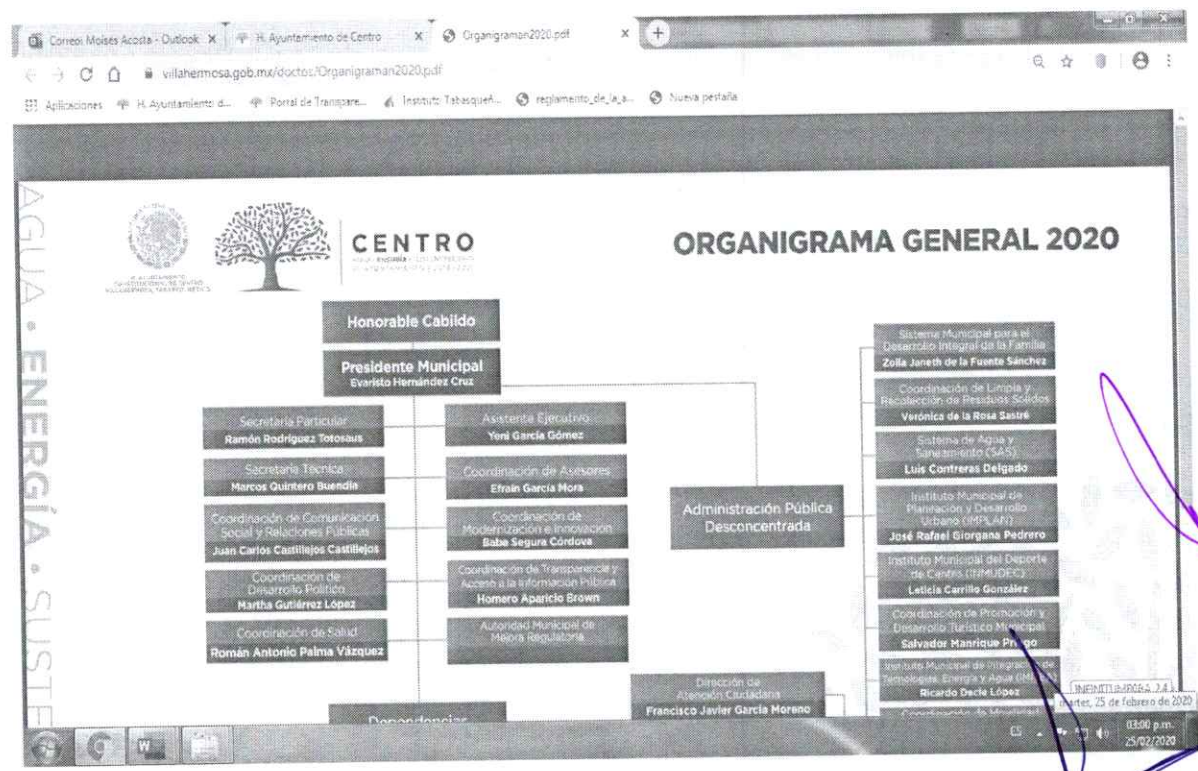 Correo: Moises Acosta - Outlook
H. Ayuntamiento de Centro
Organigraman2020.pdf
villahermosa.gob.mx/doctos/Organigraman2020.pdf
Aplicaciones
H. Ayuntamiento d...
Portal de Transpare...
Instituto Tabasqueñ...
reglamento_de_la_a...
Nueva pestaña
AGUA • ENERGÍA • SUSTE
CENTRO
ORGANIGRAMA GENERAL 2020
Honorable Cabildo
Presidente Municipal
Evaristo Hernández Cruz
Secretaría Particular
Ramón Rodríguez Totosaus
Asistente Ejecutivo
Yeni García Gómez
Secretaría Técnica
Marcos Quintero Buendía
Coordinación de Asesores
Efraín García Mora
Coordinación de Comunicación
Social y Relaciones Públicas
Juan Carlos Castillejos Castillejos
Coordinación de
Modernización e Innovación
Babe Segura Córdova
Coordinación de
Desarrollo Político
Martha Gutiérrez López
Coordinación de Transparencia y
Acceso a la Información Pública
Homero Aparicio Brown
Coordinación de Salud
Román Antonio Palma Vázquez
Autoridad Municipal de
Mejora Regulatoria
Dependencias
Administración Pública
Desconcentrada
Sistema Municipal para el
Desarrollo Integral de la Familia
Zoila Janeth de la Fuente Sánchez
Coordinación de Limpia y
Recolección de Residuos Sólidos
Verónica de la Rosa Sastré
Sistema de Agua y
Saneamiento (SAS)
Luis Contreras Delgado
Instituto Municipal de
Planeación y Desarrollo
Urbano (IMPLAN)
José Rafael Giorgana Pedrero
Instituto Municipal del Deporte
de Centro (INMUDEC)
Leticia Carrillo González
Coordinación de Promoción y
Desarrollo Turístico Municipal
Salvador Manrique Priego
Instituto Municipal de Integración de
Tecnologías, Energía y Agua
Ricardo Decle López
Dirección de
Atención Ciudadana
Francisco Javier García Moreno
martes, 25 de febrero de 2020
ES
03:00 p.m.
25/02/2020